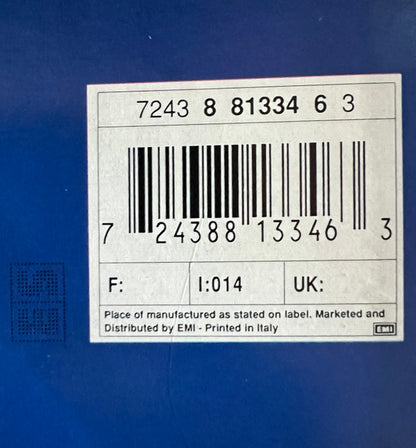 7243 8 81334 6 3
7 24388 13346 3
F: I:014 UK:
Place of manufactured as stated on label. Marketed and
Distributed by EMI - Printed in Italy
EMI